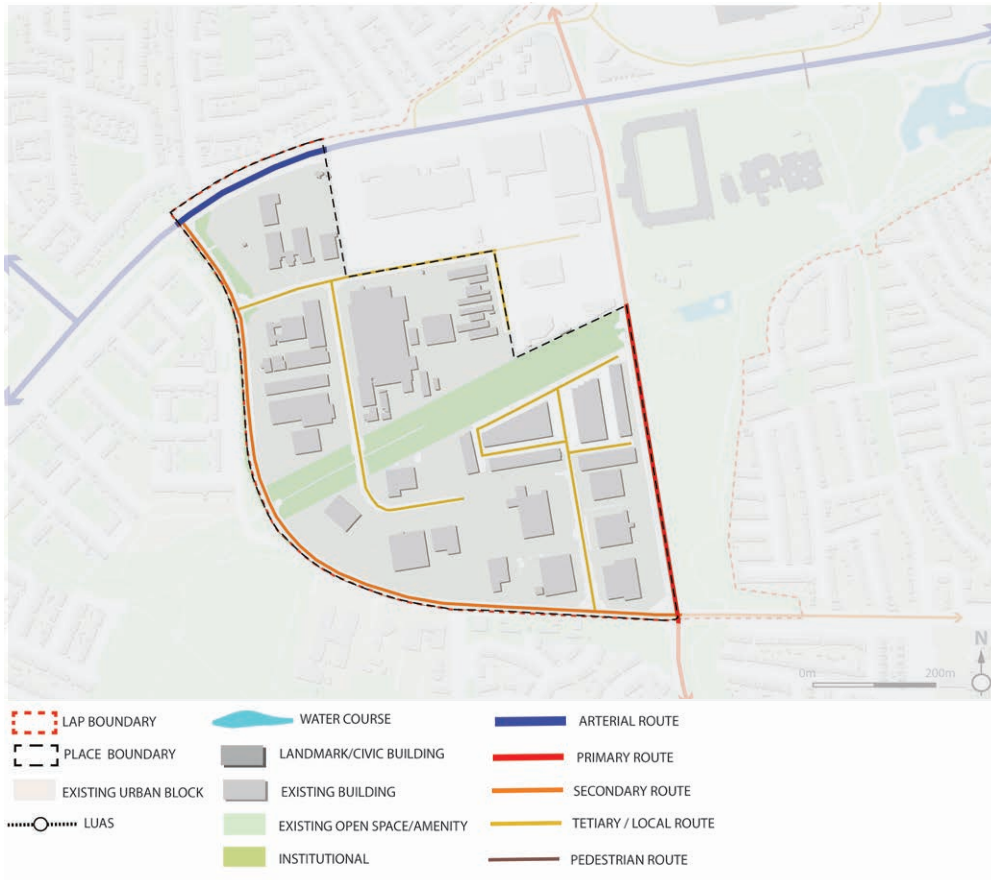 N
0m 200m
LAP BOUNDARY
PLACE BOUNDARY
EXISTING URBAN BLOCK
LUAS
WATER COURSE
LANDMARK/CIVIC BUILDING
EXISTING BUILDING
EXISTING OPEN SPACE/AMENITY
INSTITUTIONAL
ARTERIAL ROUTE
PRIMARY ROUTE
SECONDARY ROUTE
TETIARY / LOCAL ROUTE
PEDESTRIAN ROUTE